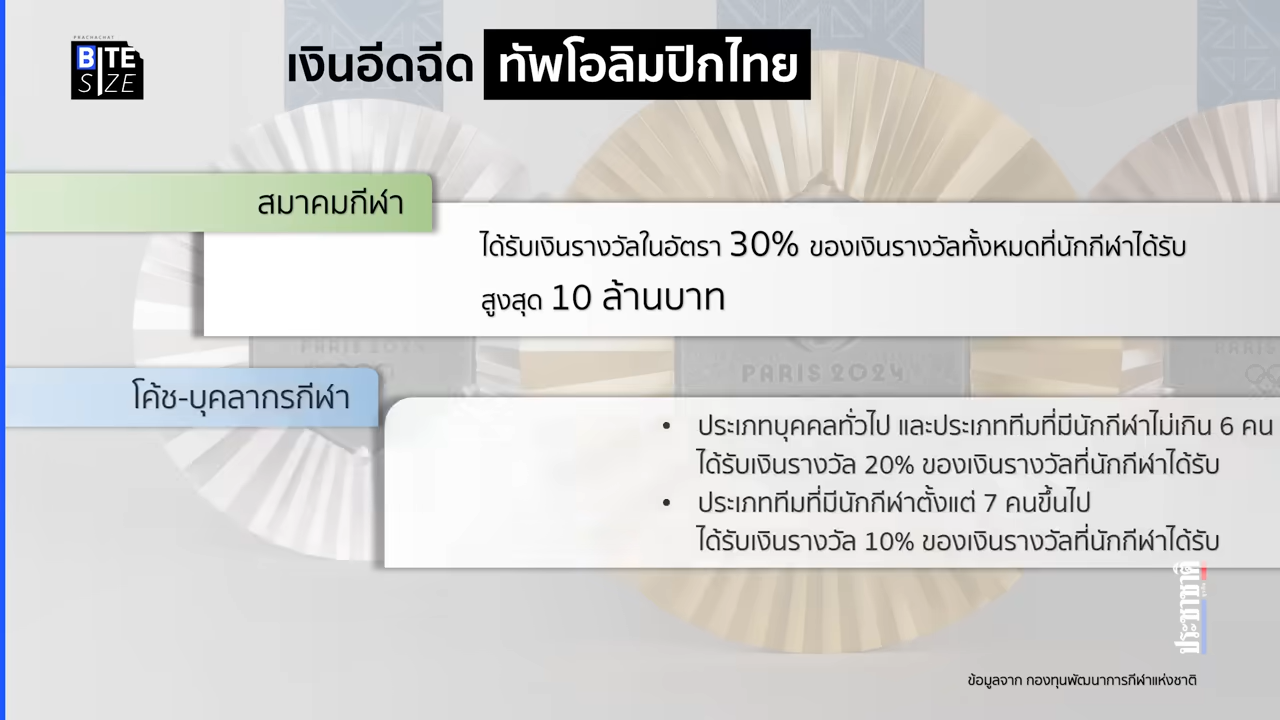 PRACHACHAT
BITE
SIZE
เงินอีดฉีด ทัพโอลิมปิกไทย
สมาคมกีฬา
ได้รับเงินรางวัลในอัตรา 30% ของเงินรางวัลทั้งหมดที่นักกีฬาได้รับ
สูงสุด 10 ล้านบาท
PARIS 2024
PARIS 2024
PARIS
โค้ช-บุคลากรกีฬา
• ประเภทบุคคลทั่วไป และประเภททีมที่มีนักกีฬาไม่เกิน 6 คน
ได้รับเงินรางวัล 20% ของเงินรางวัลที่นักกีฬาได้รับ
• ประเภททีมที่มีนักกีฬาตั้งแต่ 7 คนขึ้นไป
ได้รับเงินรางวัล 10% ของเงินรางวัลที่นักกีฬาได้รับ
ประชาชาติ
ข้อมูลจาก กองทุนพัฒนาการกีฬาแห่งชาติ